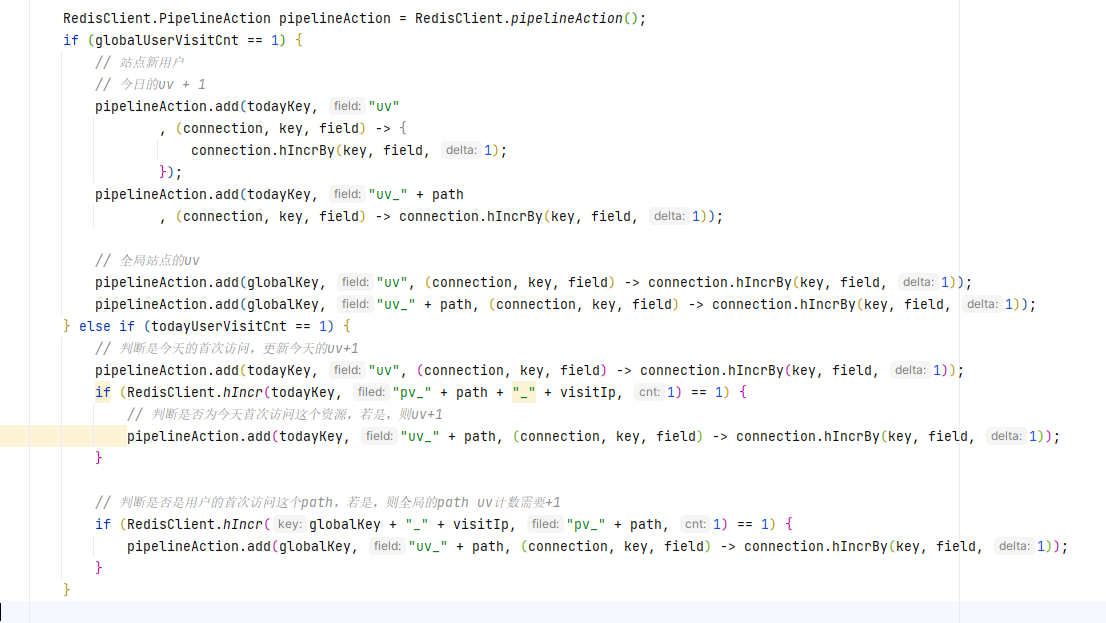 RedisClient.PipelineAction pipelineAction = RedisClient.pipelineAction();
if (globalUserVisitCnt == 1) {
// 站点新用户
// 今日的uv + 1
pipelineAction.add(todayKey, field: "uv"
, (connection, key, field) -> {
connection.hIncrBy(key, field, delta: 1);
});
pipelineAction.add(todayKey, field: "uv_" + path
, (connection, key, field) -> connection.hIncrBy(key, field, delta: 1));
// 全局站点的uv
pipelineAction.add(globalKey, field: "uv", (connection, key, field) -> connection.hIncrBy(key, field, delta: 1));
pipelineAction.add(globalKey, field: "uv_" + path, (connection, key, field) -> connection.hIncrBy(key, field, delta: 1));
} else if (todayUserVisitCnt == 1) {
// 判断是今天的首次访问，更新今天的uv+1
pipelineAction.add(todayKey, field: "uv", (connection, key, field) -> connection.hIncrBy(key, field, delta: 1));
if (RedisClient.hIncr(todayKey, filed: "pv_" + path + "_" + visitIp, cnt: 1) == 1) {
// 判断是否为今天首次访问这个资源，若是，则uv+1
pipelineAction.add(todayKey, field: "uv_" + path, (connection, key, field) -> connection.hIncrBy(key, field, delta: 1));
}
// 判断是否是用户的首次访问这个path，若是，则全局的path uv计数需要+1
if (RedisClient.hIncr( key: globalKey + "_" + visitIp, filed: "pv_" + path, cnt: 1) == 1) {
pipelineAction.add(globalKey, field: "uv_" + path, (connection, key, field) -> connection.hIncrBy(key, field, delta: 1));
}
}